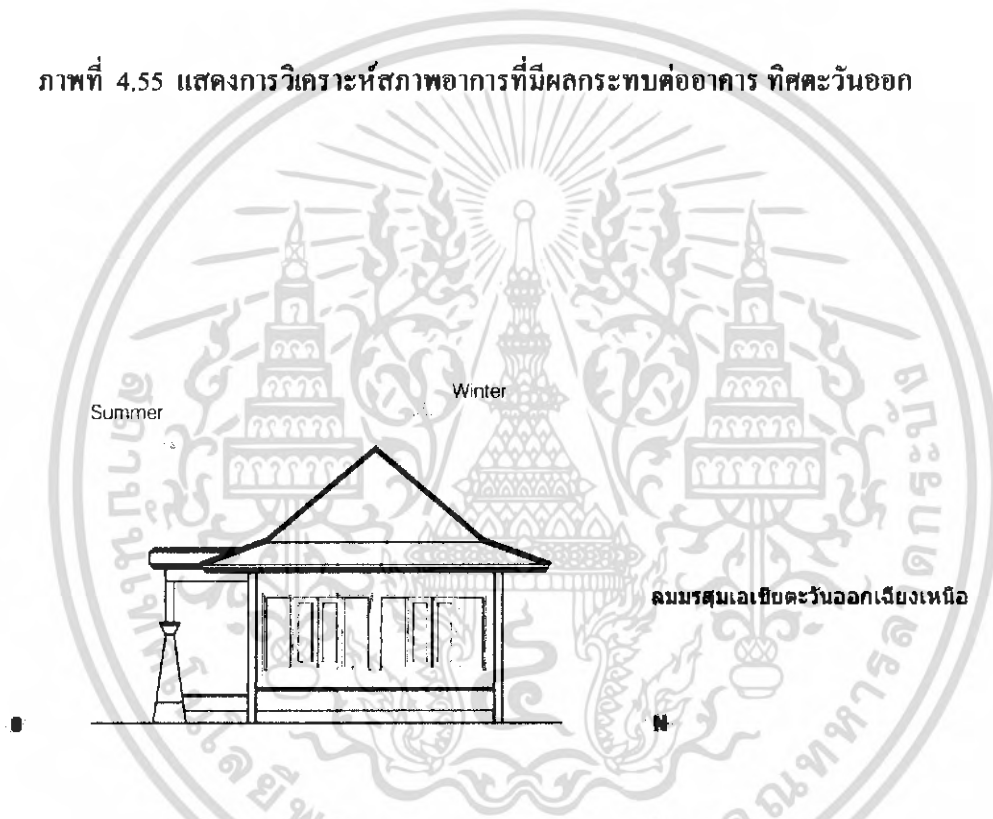 ภาพที่ 4.55 แสดงการวิเคราะห์สภาพอาการที่มีผลกระทบต่ออาคาร ทิศตะวันออก
Winter
Summer
ลมมรสุมเอเชียตะวันออกเฉียงเหนือ
N